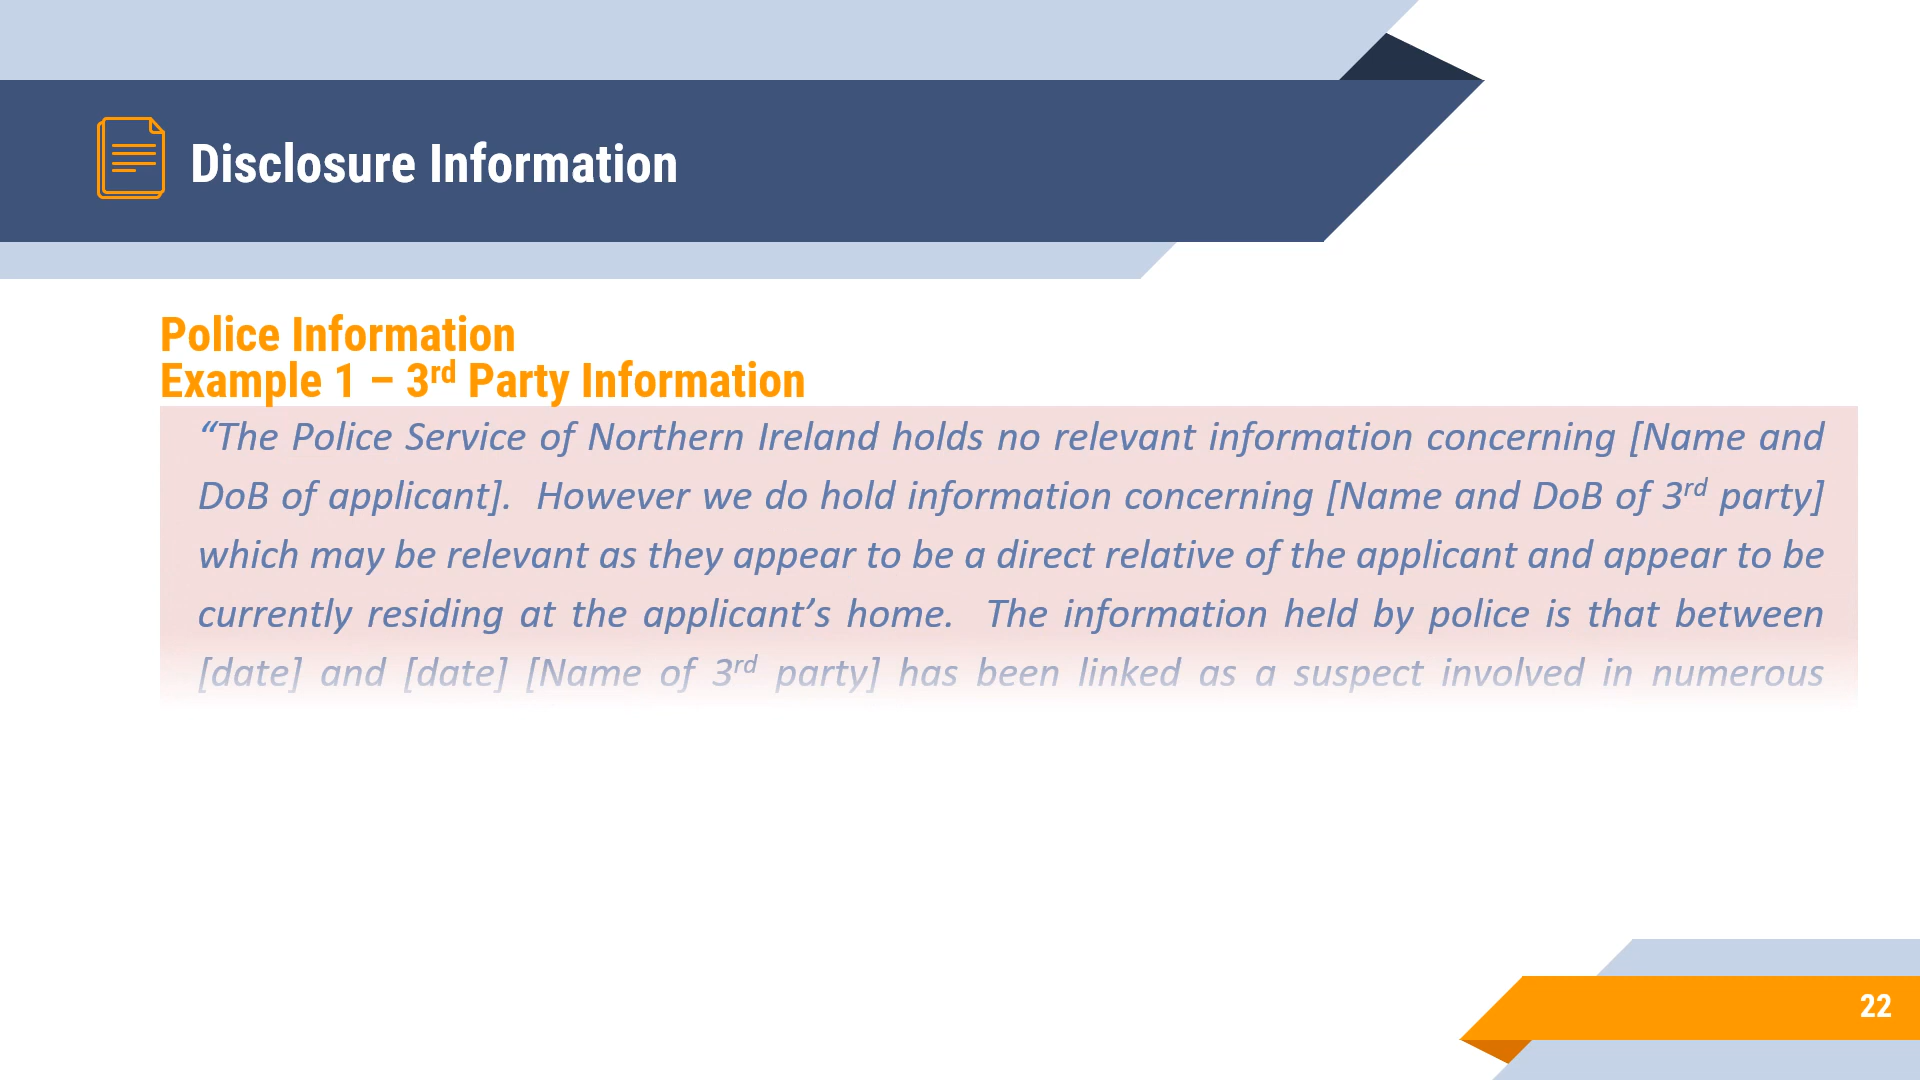 Disclosure Information
Police Information
Example 1 – 3rd Party Information
“The Police Service of Northern Ireland holds no relevant information concerning [Name and
DoB of applicant].  However we do hold information concerning [Name and DoB of 3rd party]
which may be relevant as they appear to be a direct relative of the applicant and appear to be
currently residing at the applicant’s home.  The information held by police is that between
[date] and [date] [Name of 3rd party] has been linked as a suspect involved in numerous
22